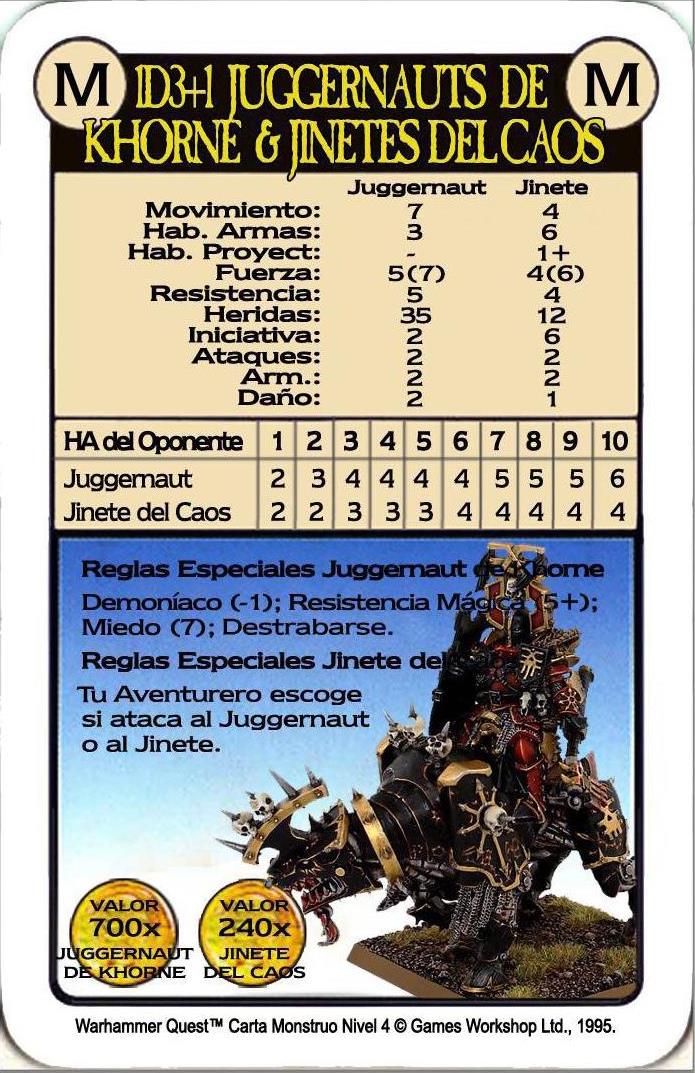 M 1D3+1 JUGGERNAUTS DE M
KHORNE & JINETES DEL CAOS
Juggernaut Jinete
Movimiento: 7 4
Hab. Armas: 3 6
Hab. Proyect: - 1+
Fuerza: 5(7) 4(6)
Resistencia: 5 4
Heridas: 35 12
Iniciativa: 2 6
Ataques: 2 2
Arm.: 2 2
Daño: 2 1
HA del Oponente 1 2 3 4 5 6 7 8 9 10
Juggernaut 2 3 4 4 4 4 5 5 5 6
Jinete del Caos 2 2 3 3 3 4 4 4 4 4
Reglas Especiales Juggernaut de Khorne
Demoníaco (-1); Resistencia Mágica (5+);
Miedo (7); Destrabarse.
Reglas Especiales Jinete del
Tu Aventurero escoge
si ataca al Juggernaut
o al Jinete.
VALOR
700x
JUGGERNAUT
DE KHORNE
VALOR
240x
JINETE
DEL CAOS
Warhammer Quest™ Carta Monstruo Nivel 4 © Games Workshop Ltd., 1995.